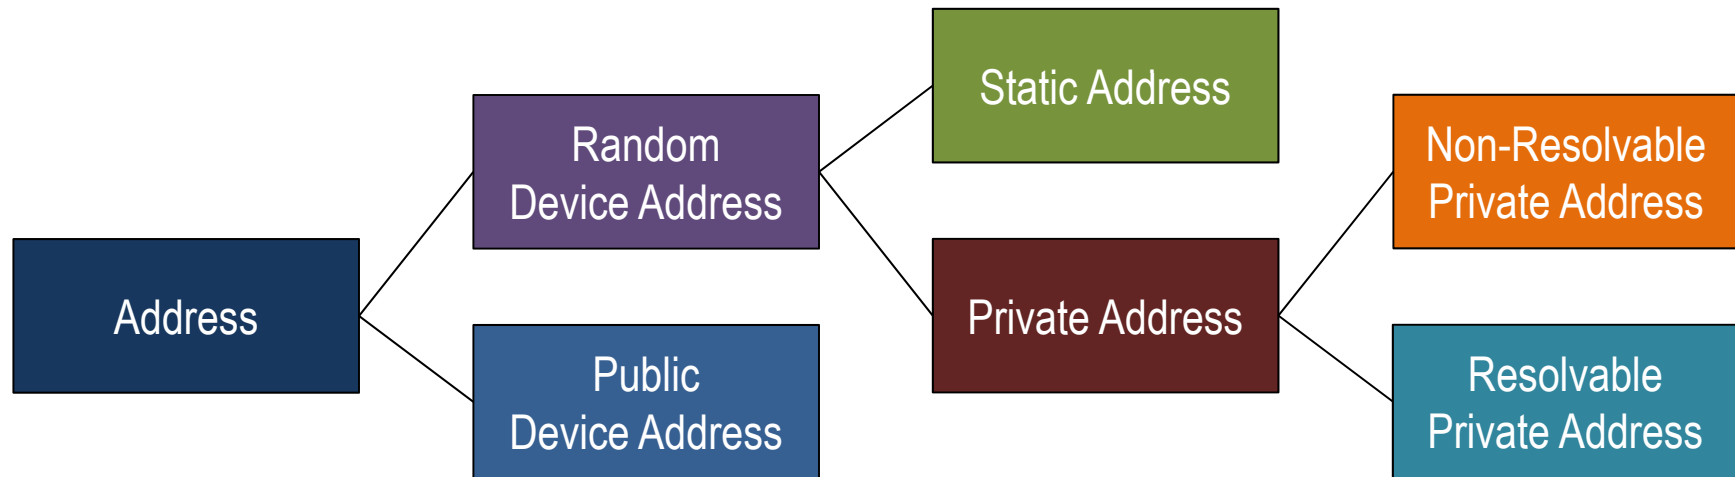 Address
Random
Device Address
Public
Device Address
Static Address
Private Address
Non-Resolvable
Private Address
Resolvable
Private Address